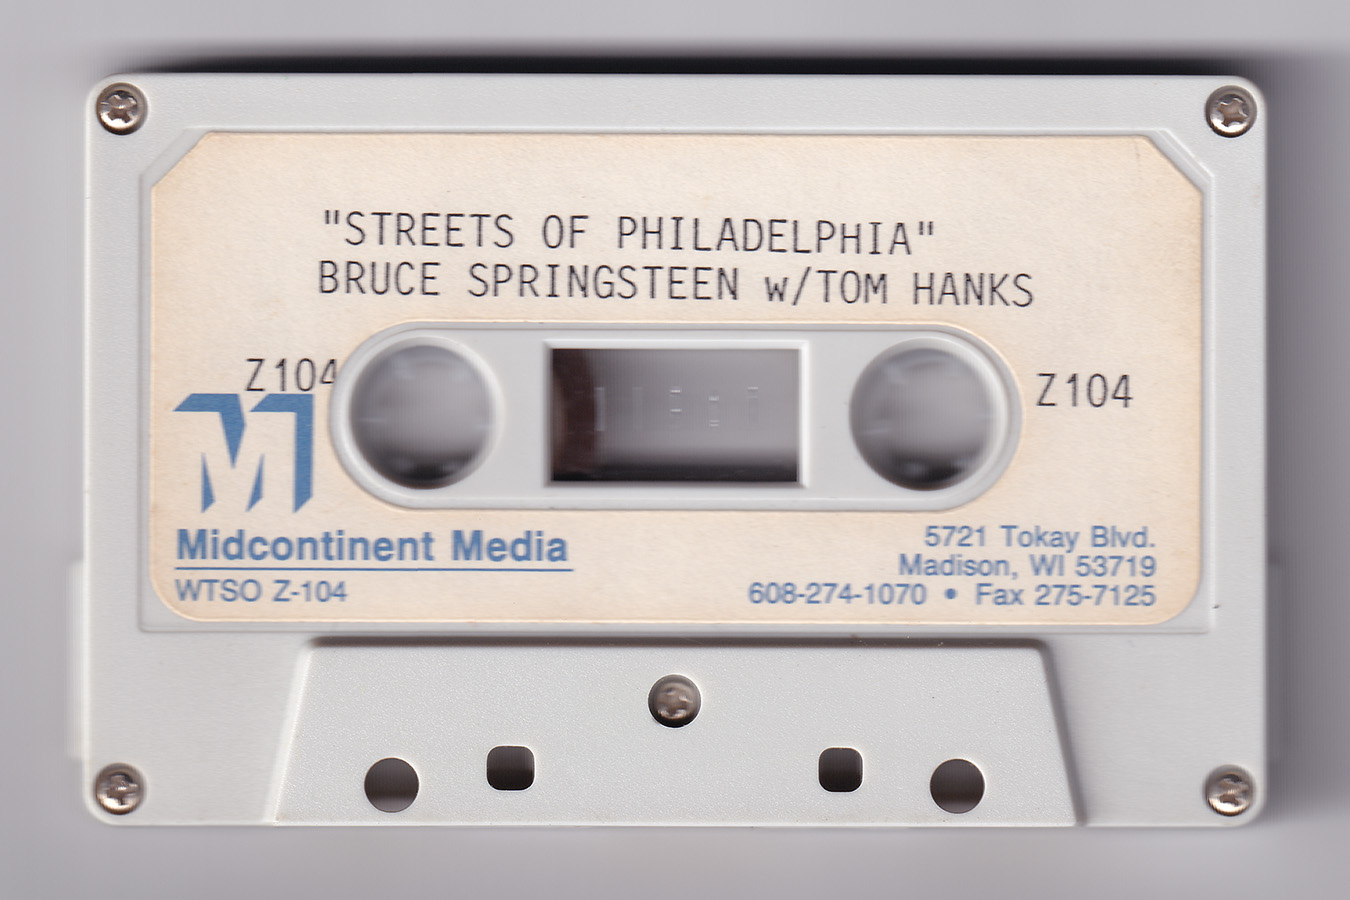 "STREETS OF PHILADELPHIA"
BRUCE SPRINGSTEEN w/TOM HANKS
Z104
Z104
M
Midcontinent Media
WTSO Z-104
5721 Tokay Blvd.
Madison, WI 53719
608-274-1070 • Fax 275-7125